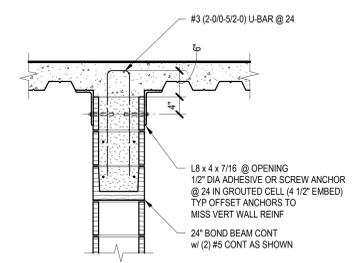 #3 (2-0/0-5/2-0) U-BAR @ 24
4"
L8 x 4 x 7/16 @ OPENING
1/2" DIA ADHESIVE OR SCREW ANCHOR
@ 24 IN GROUTED CELL (4 1/2" EMBED)
TYP OFFSET ANCHORS TO
MISS VERT WALL REINF
24" BOND BEAM CONT
w/ (2) #5 CONT AS SHOWN